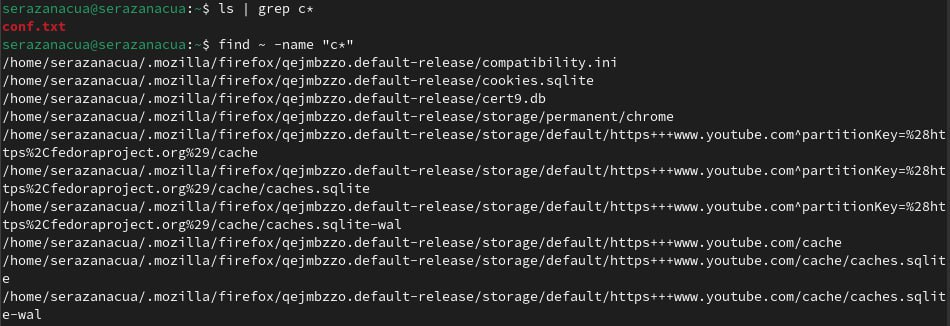 serazanacua@serazanacua:~$ ls | grep c*
conf.txt
serazanacua@serazanacua:~$ find ~ -name "c*"
/home/serazanacua/.mozilla/firefox/qejmbzzo.default-release/compatibility.ini
/home/serazanacua/.mozilla/firefox/qejmbzzo.default-release/cookies.sqlite
/home/serazanacua/.mozilla/firefox/qejmbzzo.default-release/cert9.db
/home/serazanacua/.mozilla/firefox/qejmbzzo.default-release/storage/permanent/chrome
/home/serazanacua/.mozilla/firefox/qejmbzzo.default-release/storage/default/https+++www.youtube.com^partitionKey=%28ht
tps%2Cfedoraproject.org%29/cache
/home/serazanacua/.mozilla/firefox/qejmbzzo.default-release/storage/default/https+++www.youtube.com^partitionKey=%28ht
tps%2Cfedoraproject.org%29/cache/caches.sqlite
/home/serazanacua/.mozilla/firefox/qejmbzzo.default-release/storage/default/https+++www.youtube.com^partitionKey=%28ht
tps%2Cfedoraproject.org%29/cache/caches.sqlite-wal
/home/serazanacua/.mozilla/firefox/qejmbzzo.default-release/storage/default/https+++www.youtube.com/cache
/home/serazanacua/.mozilla/firefox/qejmbzzo.default-release/storage/default/https+++www.youtube.com/cache/caches.sqlit
e
/home/serazanacua/.mozilla/firefox/qejmbzzo.default-release/storage/default/https+++www.youtube.com/cache/caches.sqlit
e-wal